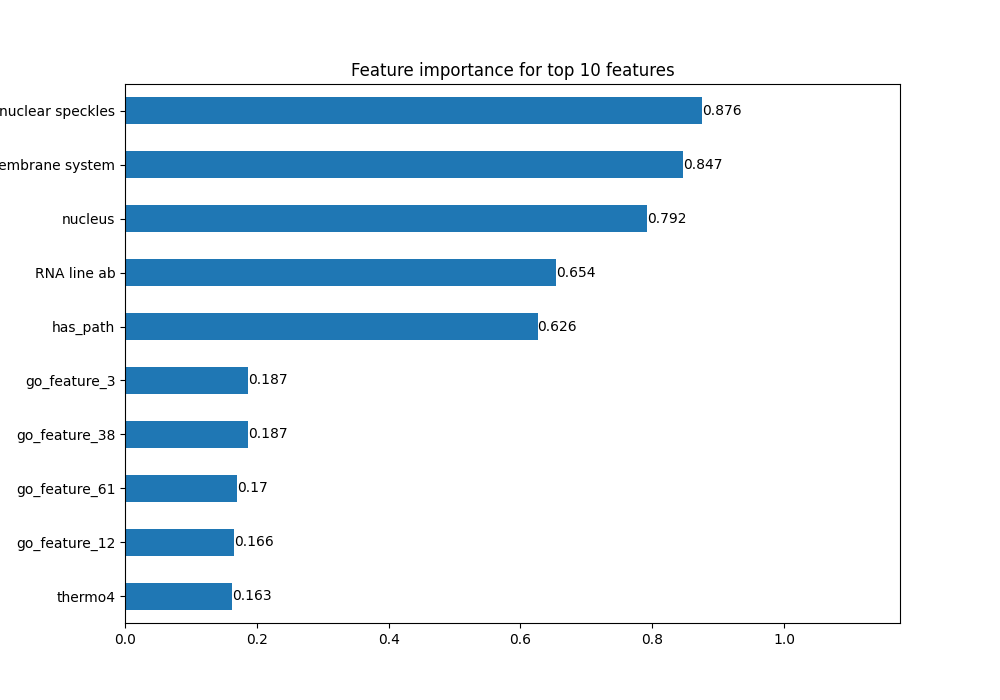 Feature importance for top 10 features
nuclear speckles 0.876
embrane system 0.847
nucleus 0.792
RNA line ab 0.654
has_path 0.626
go_feature_3 0.187
go_feature_38 0.187
go_feature_61 0.17
go_feature_12 0.166
thermo4 0.163
0.0 0.2 0.4 0.6 0.8 1.0